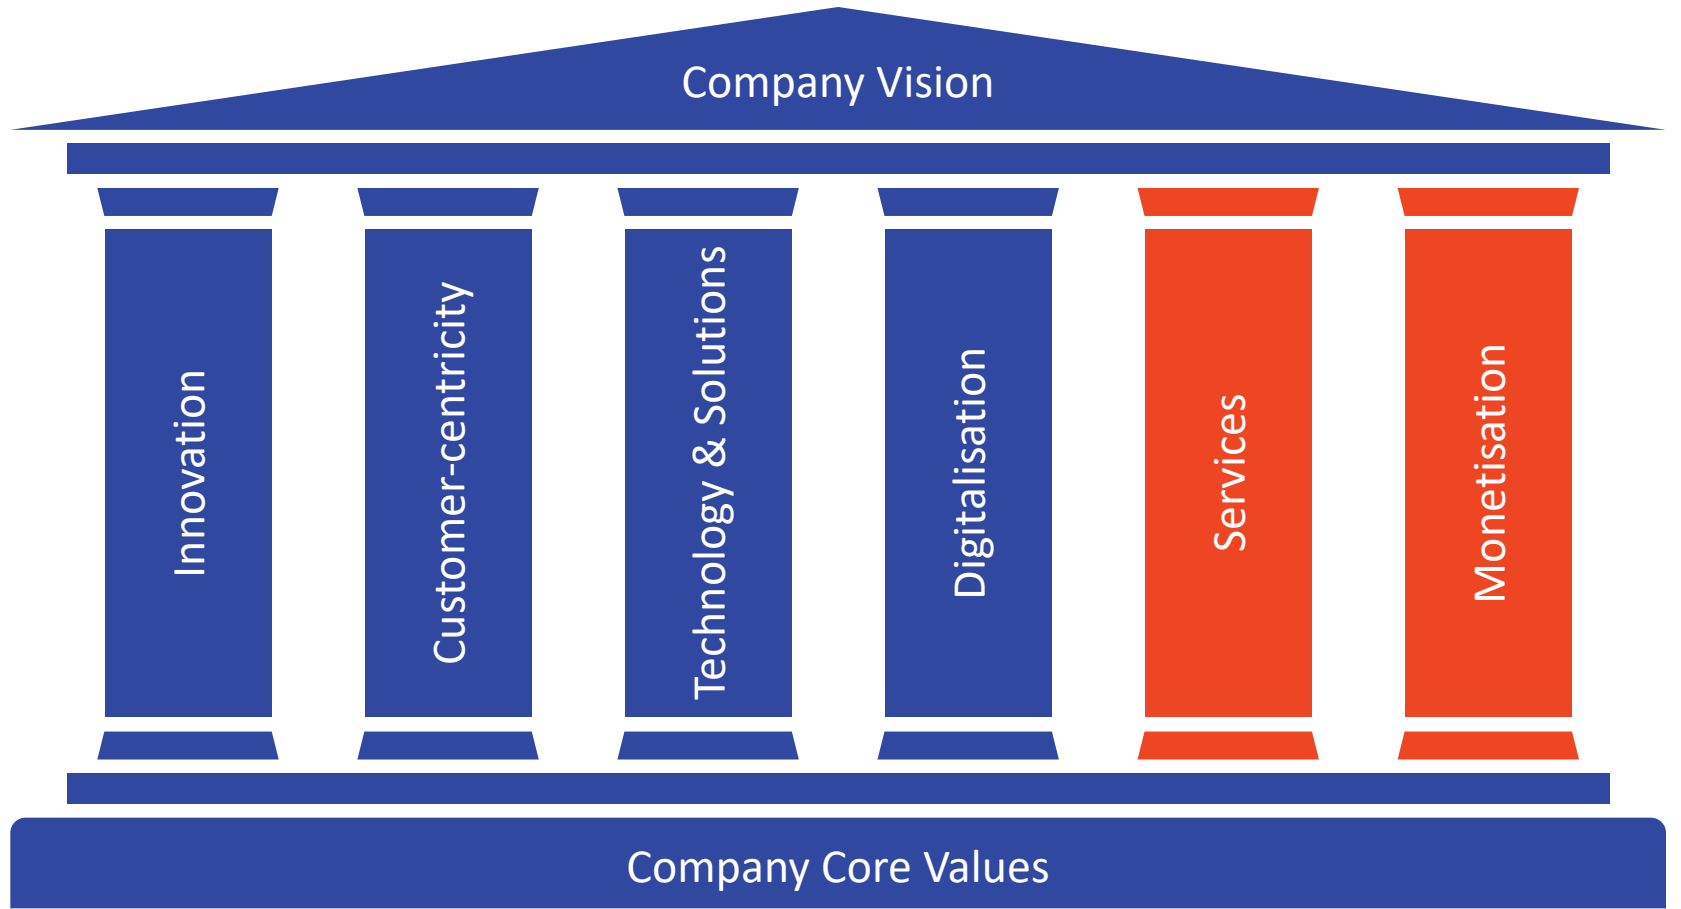 Company Vision
Innovation
Customer-centricity
Technology & Solutions
Digitalisation
Services
Monetisation
Company Core Values